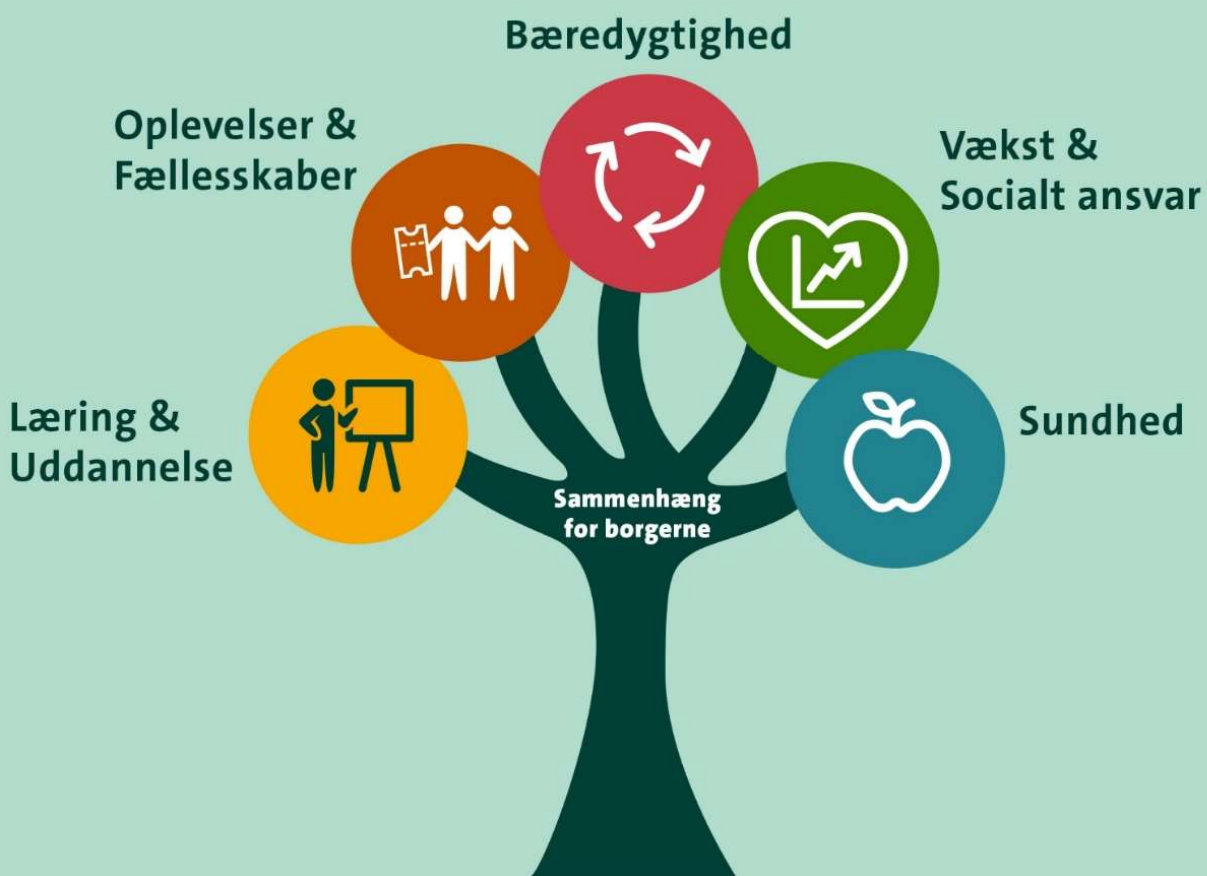 Bæredygtighed
Oplevelser &
Fællesskaber
Vækst &
Socialt ansvar
Læring &
Uddannelse
Sundhed
Sammenhæng
for borgerne